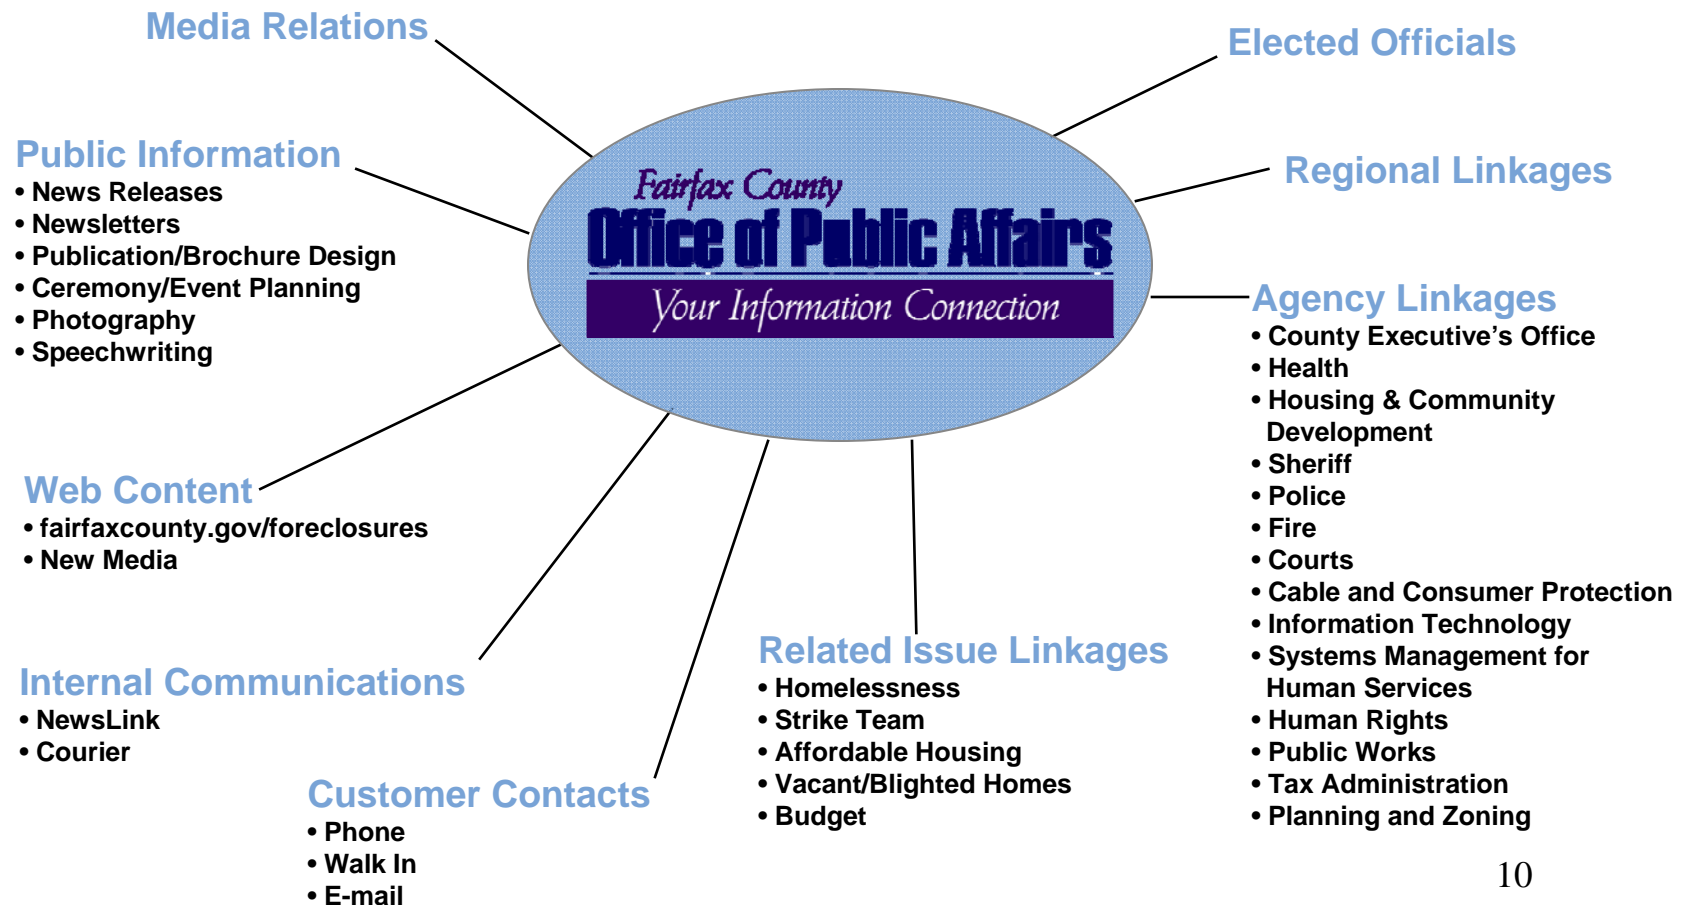 Media Relations
Elected Officials
Public Information
• News Releases
• Newsletters
• Publication/Brochure Design
• Ceremony/Event Planning
• Photography
• Speechwriting
Fairfax County
Office of Public Affairs
Your Information Connection
Regional Linkages
Agency Linkages
• County Executive’s Office
• Health
• Housing & Community
Development
• Sheriff
• Police
• Fire
• Courts
• Cable and Consumer Protection
• Information Technology
• Systems Management for
Human Services
• Human Rights
• Public Works
• Tax Administration
• Planning and Zoning
Web Content
• fairfaxcounty.gov/foreclosures
• New Media
Internal Communications
• NewsLink
• Courier
Customer Contacts
• Phone
• Walk In
• E-mail
Related Issue Linkages
• Homelessness
• Strike Team
• Affordable Housing
• Vacant/Blighted Homes
• Budget
10